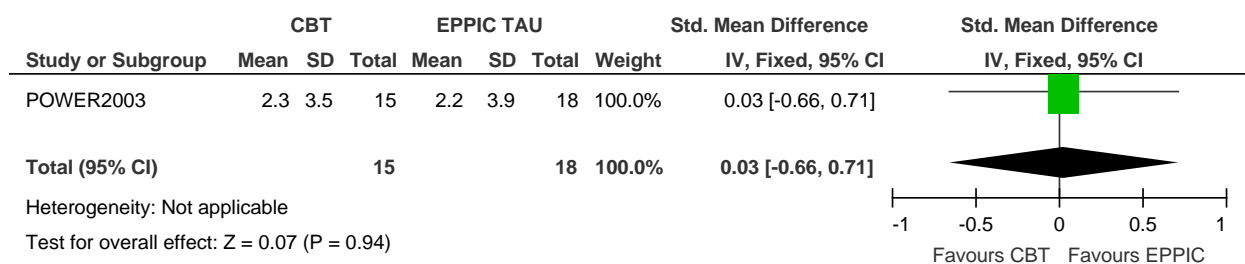 CBT EPPIC TAU Std. Mean Difference Std. Mean Difference
Study or Subgroup Mean SD Total Mean SD Total Weight IV, Fixed, 95% CI IV, Fixed, 95% CI
POWER2003 2.3 3.5 15 2.2 3.9 18 100.0% 0.03 [-0.66, 0.71]
Total (95% CI) 15 18 100.0% 0.03 [-0.66, 0.71]
Heterogeneity: Not applicable
Test for overall effect: Z = 0.07 (P = 0.94)
-1 -0.5 0 0.5 1
Favours CBT Favours EPPIC